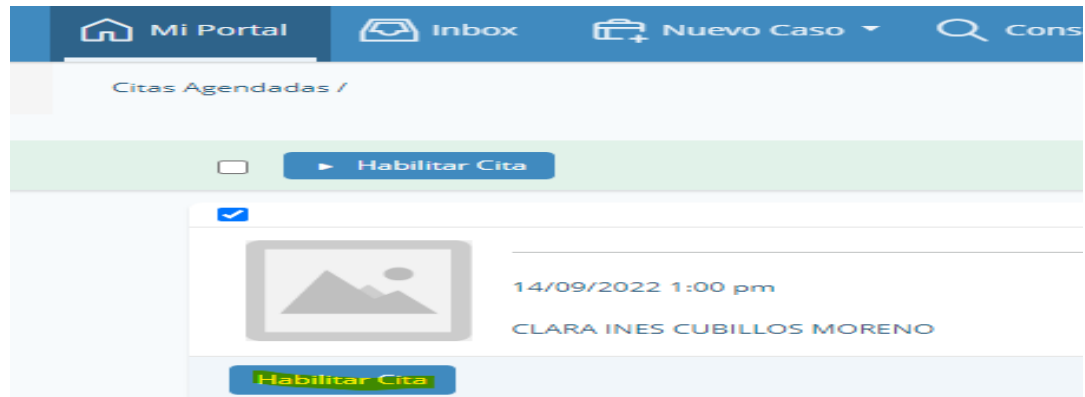 Mi Portal Inbox Nuevo Caso Cons
Citas Agendadas /
Habilitar Cita
14/09/2022 1:00 pm
CLARA INES CUBILLOS MORENO
Habilitar Cita